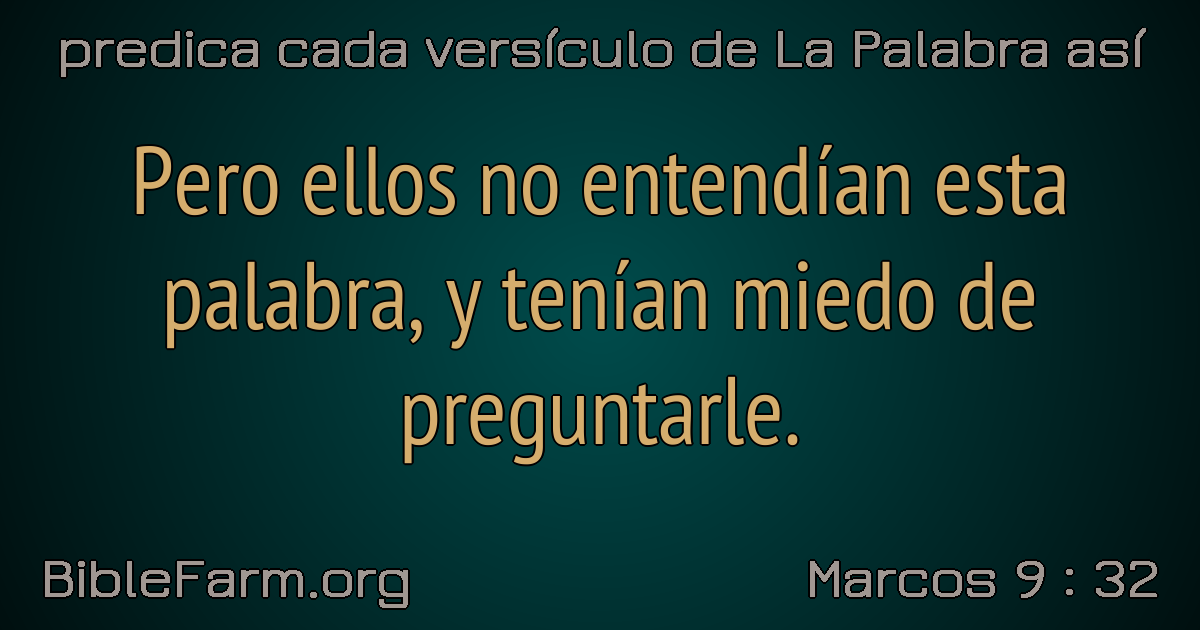 predica cada versículo de La Palabra así
Pero ellos no entendían esta
palabra, y tenían miedo de
preguntarle.
BibleFarm.org
Marcos 9 : 32